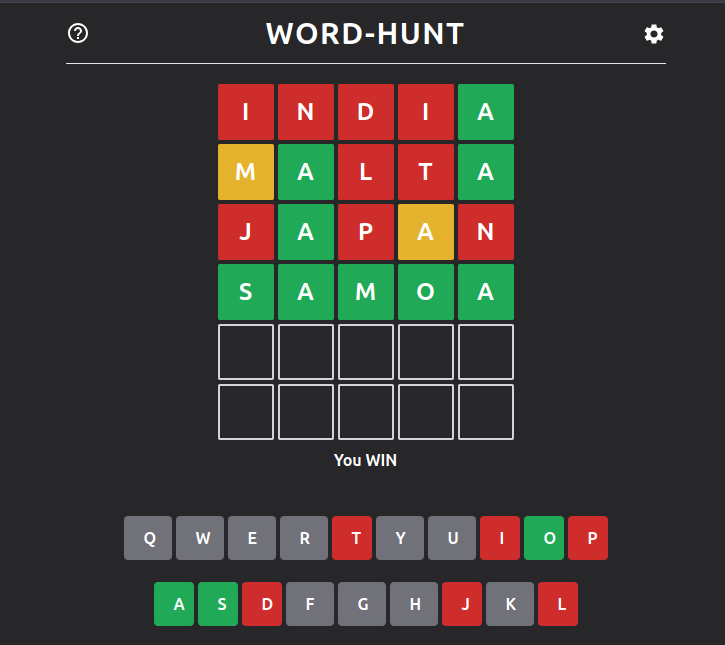 WORD-HUNT
I N D I A
M A L T A
J A P A N
S A M O A
You WIN
Q W E R T Y U I O P
A S D F G H J K L